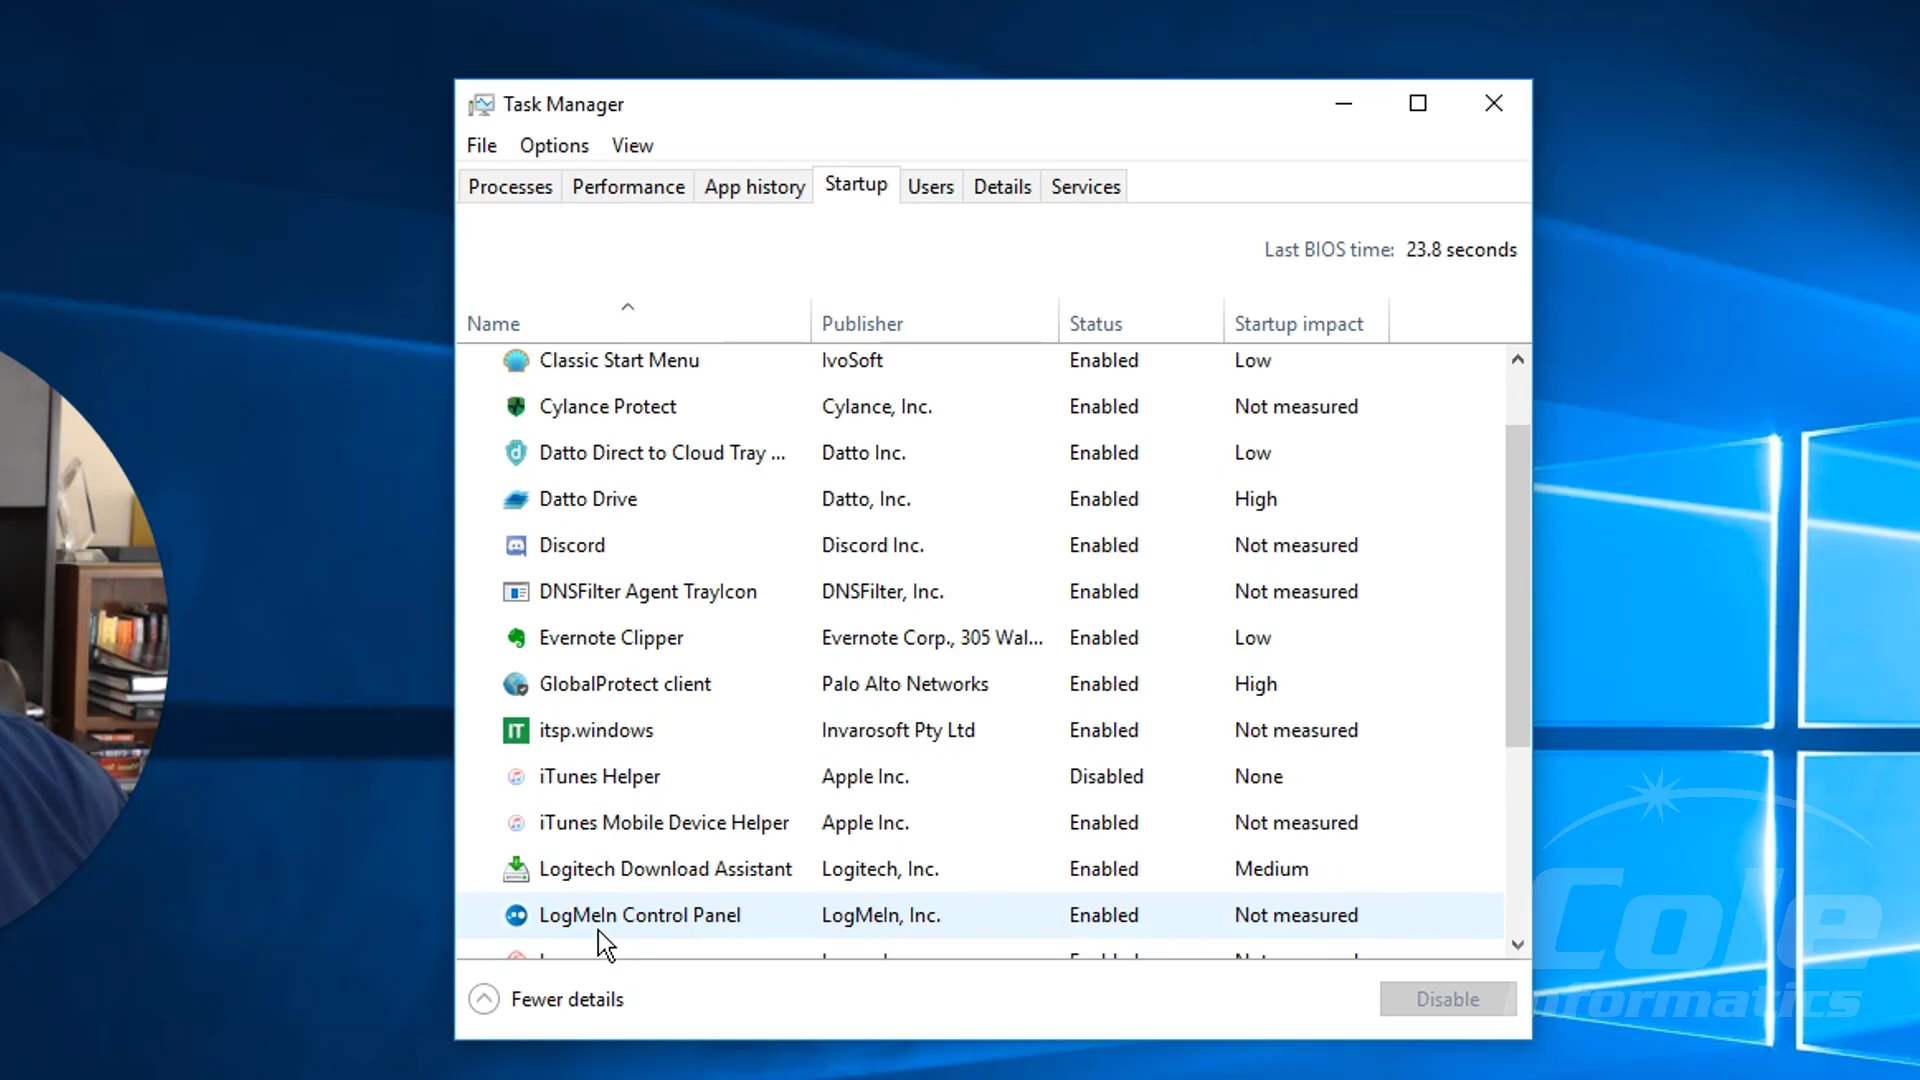 Task Manager
File Options View
Processes Performance App history Startup Users Details Services
Last BIOS time: 23.8 seconds
Name Publisher Status Startup impact
Classic Start Menu IvoSoft Enabled Low
Cylance Protect Cylance, Inc. Enabled Not measured
Datto Direct to Cloud Tray ... Datto Inc. Enabled Low
Datto Drive Datto, Inc. Enabled High
Discord Discord Inc. Enabled Not measured
DNSFilter Agent TrayIcon DNSFilter, Inc. Enabled Not measured
Evernote Clipper Evernote Corp., 305 Wal... Enabled Low
GlobalProtect client Palo Alto Networks Enabled High
IT itsp.windows Invarosoft Pty Ltd Enabled Not measured
iTunes Helper Apple Inc. Disabled None
iTunes Mobile Device Helper Apple Inc. Enabled Not measured
Logitech Download Assistant Logitech, Inc. Enabled Medium
LogMeIn Control Panel LogMeIn, Inc. Enabled Not measured
Fewer details Disable
Cole
informatics